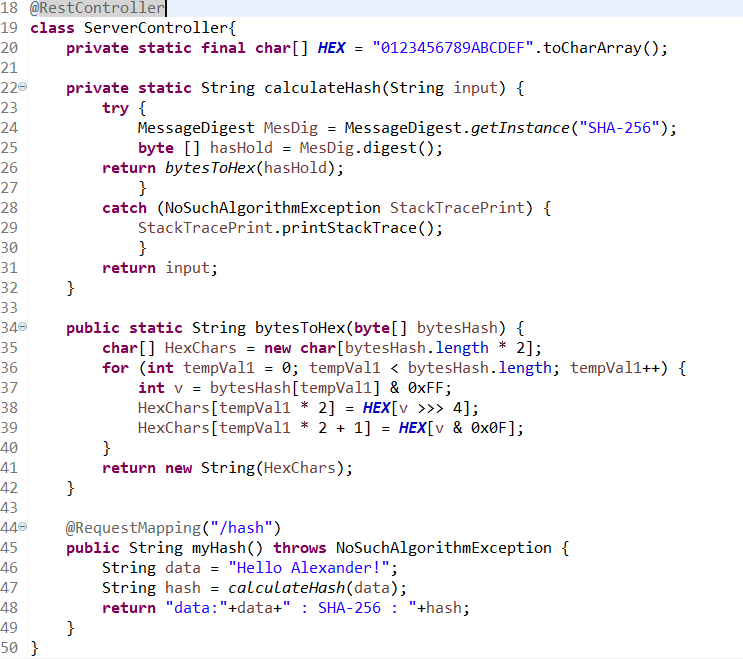 18 @RestController
19 class ServerController{
20     private static final char[] HEX = "0123456789ABCDEF".toCharArray();
21
22     private static String calculateHash(String input) {
23         try {
24             MessageDigest MesDig = MessageDigest.getInstance("SHA-256");
25             byte [] hasHold = MesDig.digest();
26         return bytesToHex(hasHold);
27             }
28         catch (NoSuchAlgorithmException StackTracePrint) {
29             StackTracePrint.printStackTrace();
30             }
31         return input;
32     }
33
34     public static String bytesToHex(byte[] bytesHash) {
35         char[] HexChars = new char[bytesHash.length * 2];
36         for (int tempVal1 = 0; tempVal1 < bytesHash.length; tempVal1++) {
37             int v = bytesHash[tempVal1] & 0xFF;
38             HexChars[tempVal1 * 2] = HEX[v >>> 4];
39             HexChars[tempVal1 * 2 + 1] = HEX[v & 0x0F];
40         }
41         return new String(HexChars);
42     }
43
44     @RequestMapping("/hash")
45     public String myHash() throws NoSuchAlgorithmException {
46         String data = "Hello Alexander!";
47         String hash = calculateHash(data);
48         return "data:"+data+" : SHA-256 : "+hash;
49     }
50 }